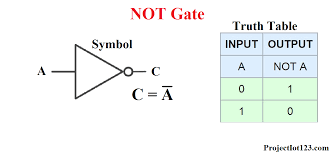 NOT Gate
Symbol
A
C
C = A̅
Truth Table
INPUT OUTPUT
A NOT A
0 1
1 0
Projectiot123.com